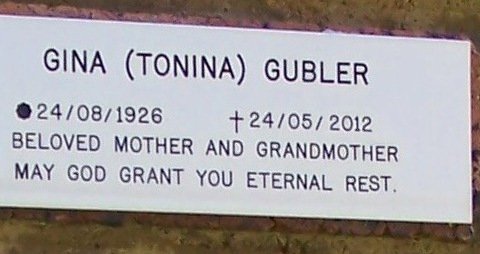 GINA (TONINA) GUBLER
●24/08/1926 †24/05/2012
BELOVED MOTHER AND GRANDMOTHER
MAY GOD GRANT YOU ETERNAL REST.